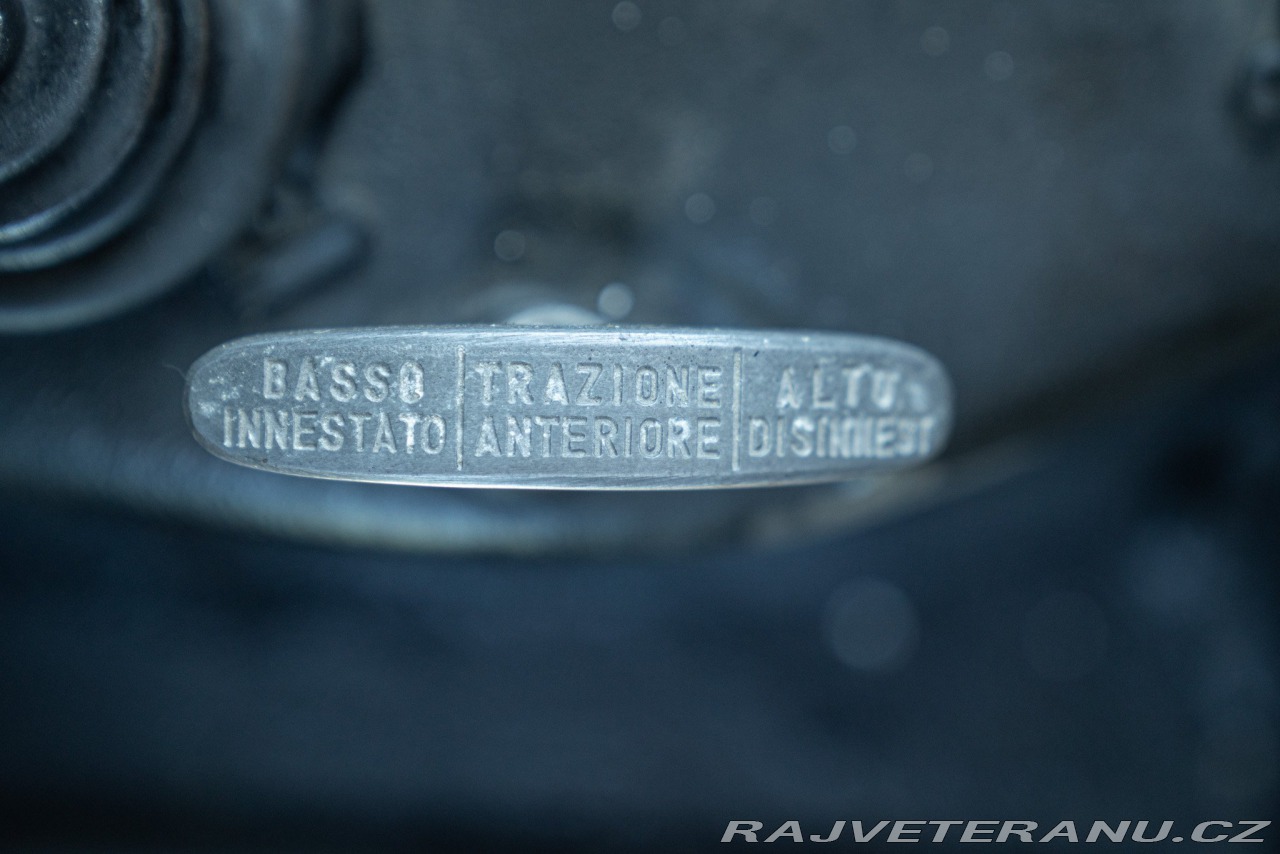 BASSO TRAZIONE ALTO
INNESTATO ANTERIORE DISINNEST
RAJVETERANU.CZ